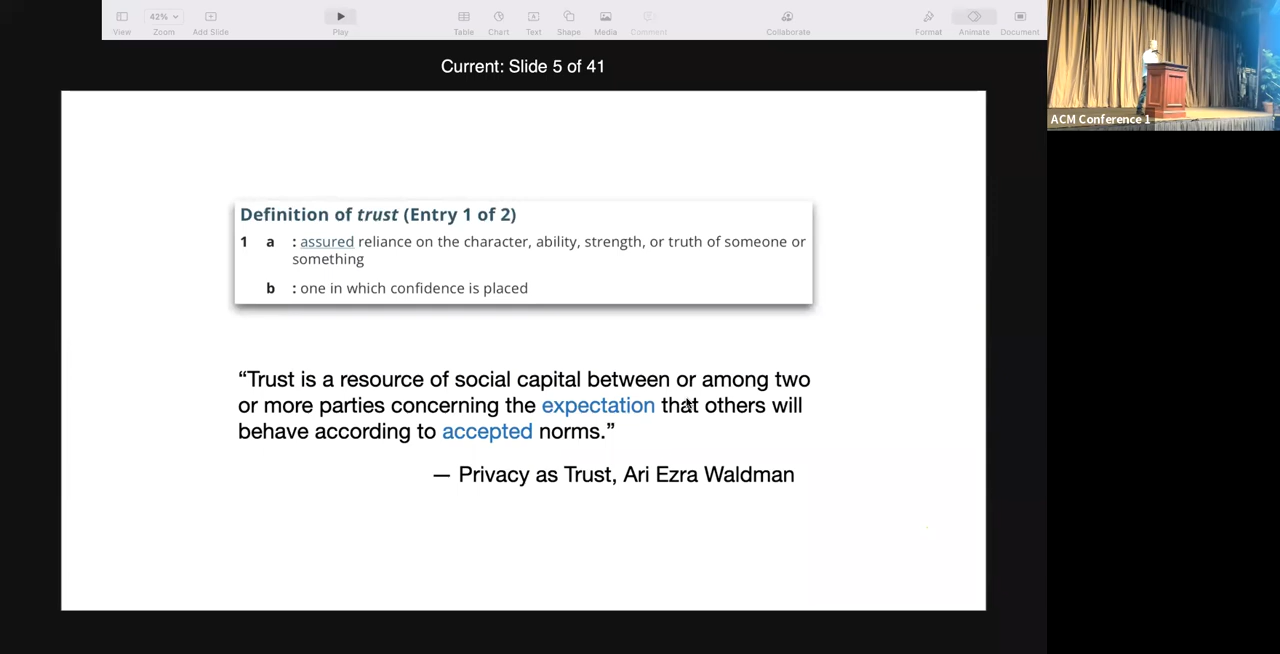 42%
View
Zoom
Add Slide
Play
Table
Chart
Text
Shape
Media
Comment
Collaborate
Format
Animate
Document
Current: Slide 5 of 41
ACM Conference 1
Definition of trust (Entry 1 of 2)
1 a : assured reliance on the character, ability, strength, or truth of someone or
something
b : one in which confidence is placed
“Trust is a resource of social capital between or among two
or more parties concerning the expectation that others will
behave according to accepted norms.”
— Privacy as Trust, Ari Ezra Waldman